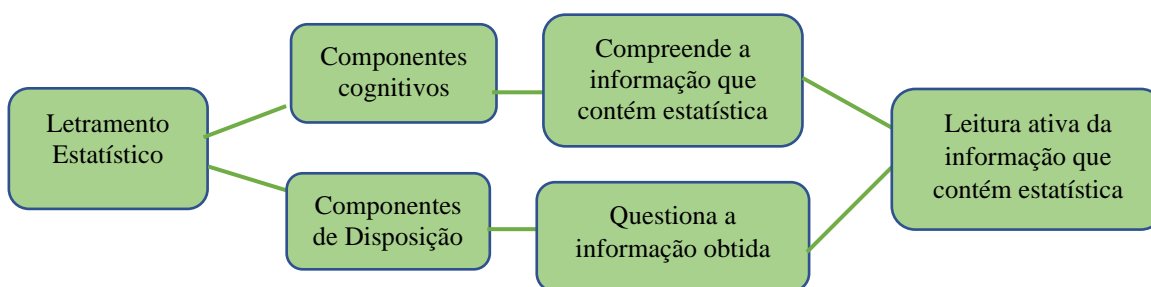 Letramento
Estatístico
Componentes
cognitivos
Compreende a
informação que
contém estatística
Componentes
de Disposição
Questiona a
informação obtida
Leitura ativa da
informação que
contém estatística